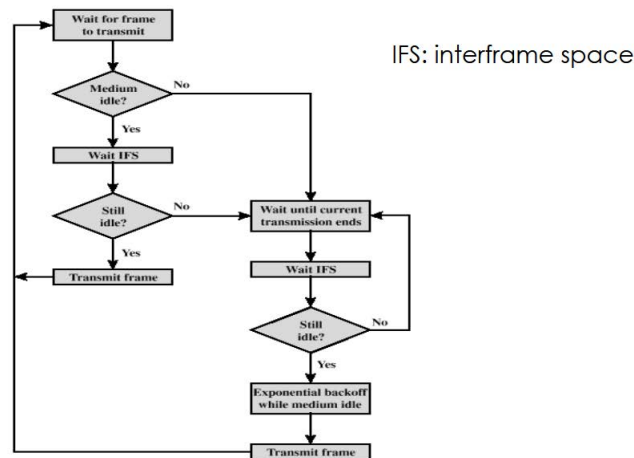 Wait for frame
to transmit
IFS: interframe space
Medium
idle?
No
Yes
Wait IFS
Still
idle?
No
Wait until current
transmission ends
Yes
Transmit frame
Wait IFS
Still
idle?
No
Yes
Exponential backoff
while medium idle
Transmit frame